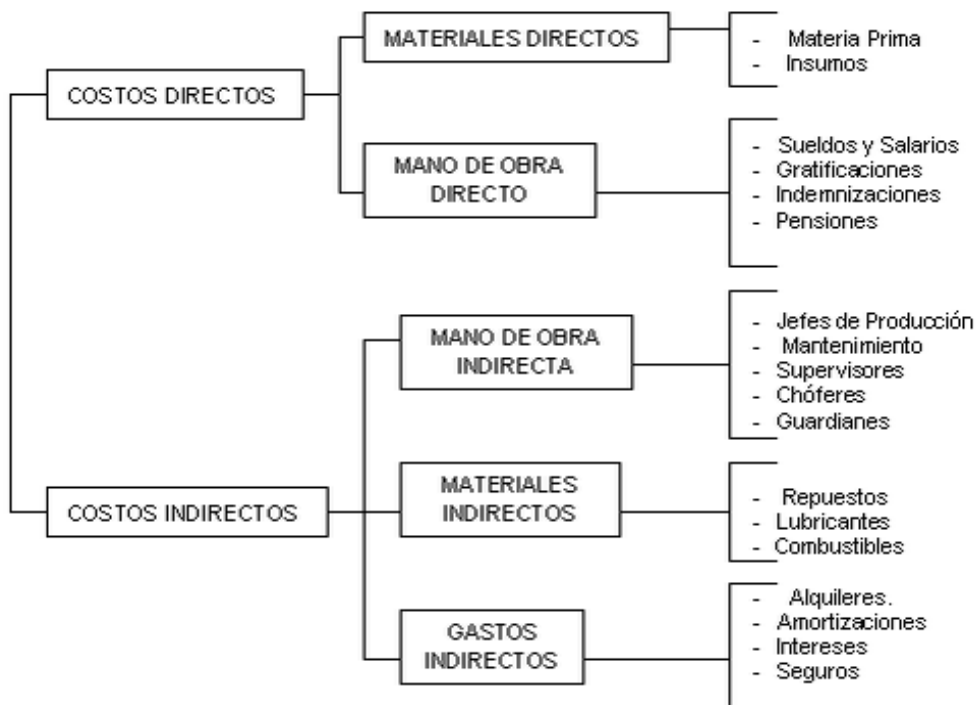 COSTOS DIRECTOS
MATERIALES DIRECTOS
- Materia Prima
- Insumos
MANO DE OBRA
DIRECTO
- Sueldos y Salarios
- Gratificaciones
- Indemnizaciones
- Pensiones
COSTOS INDIRECTOS
MANO DE OBRA
INDIRECTA
- Jefes de Producción
- Mantenimiento
- Supervisores
- Chóferes
- Guardianes
MATERIALES
INDIRECTOS
- Repuestos
- Lubricantes
- Combustibles
GASTOS
INDIRECTOS
- Alquileres.
- Amortizaciones
- Intereses
- Seguros